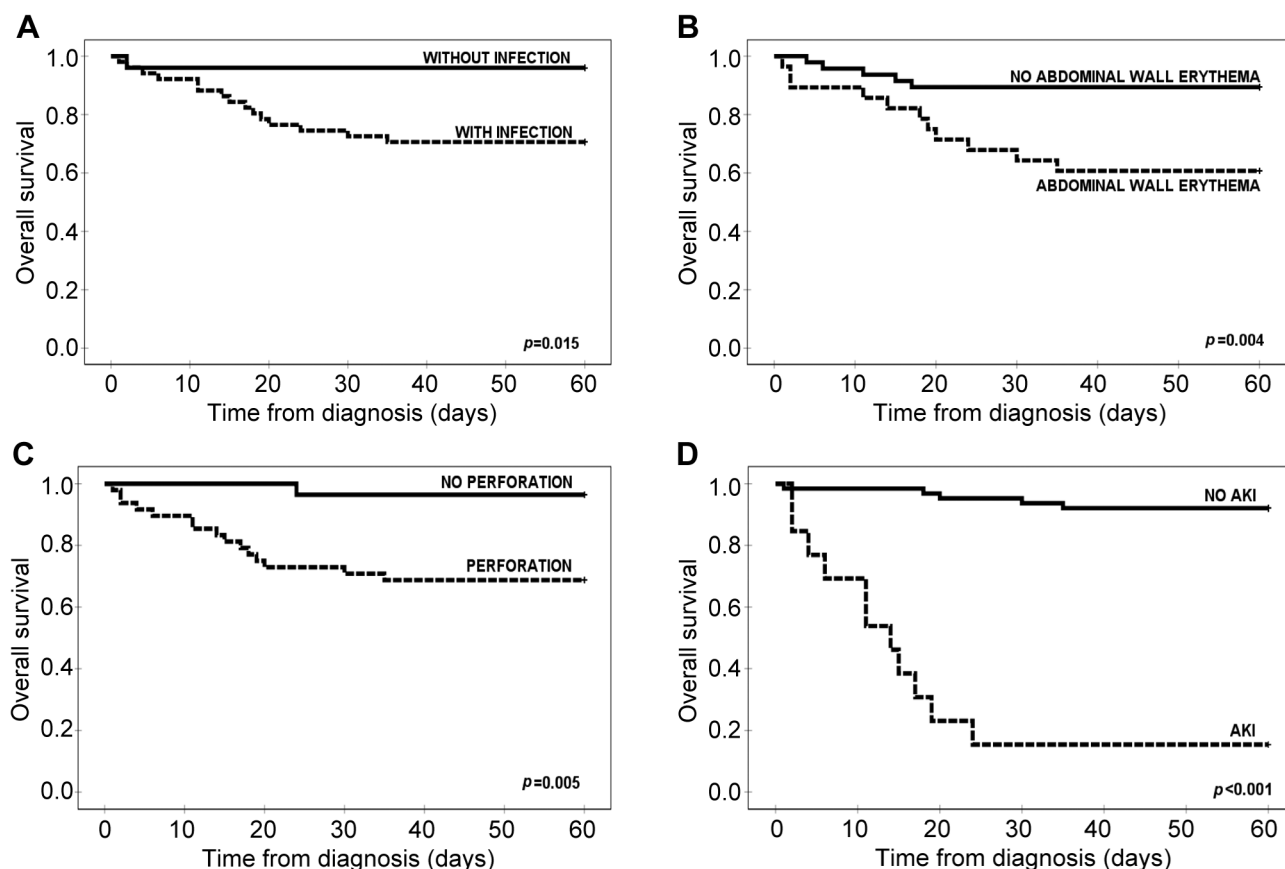 A
Overall survival
1.0
0.8
0.6
0.4
0.2
0.0
WITHOUT INFECTION
WITH INFECTION
p=0.015
0 10 20 30 40 50 60
Time from diagnosis (days)
B
Overall survival
1.0
0.8
0.6
0.4
0.2
0.0
NO ABDOMINAL WALL ERYTHEMA
ABDOMINAL WALL ERYTHEMA
p=0.004
0 10 20 30 40 50 60
Time from diagnosis (days)
C
Overall survival
1.0
0.8
0.6
0.4
0.2
0.0
NO PERFORATION
PERFORATION
p=0.005
0 10 20 30 40 50 60
Time from diagnosis (days)
D
Overall survival
1.0
0.8
0.6
0.4
0.2
0.0
NO AKI
AKI
p<0.001
0 10 20 30 40 50 60
Time from diagnosis (days)